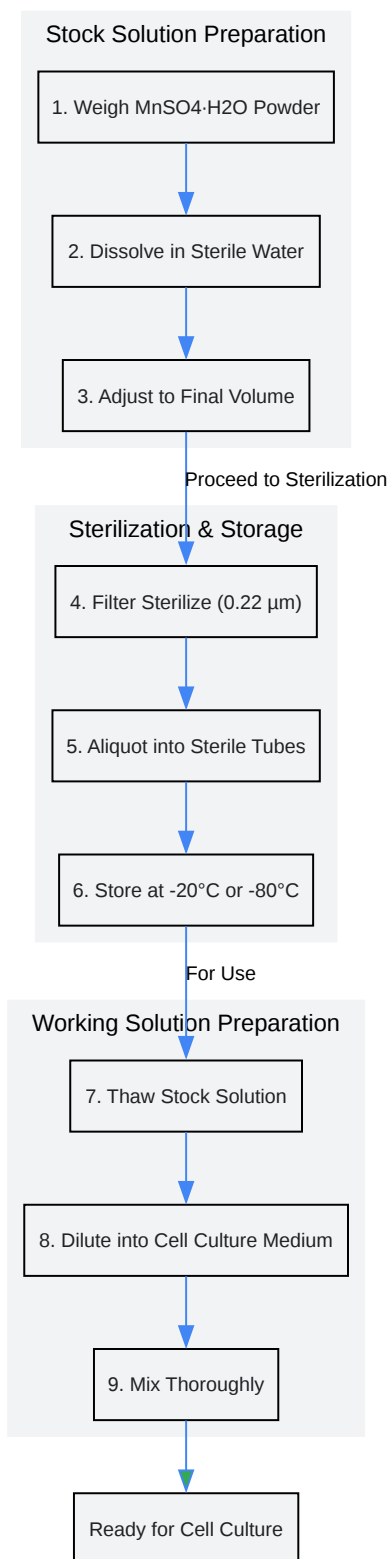 Stock Solution Preparation
1. Weigh MnSO4·H2O Powder
2. Dissolve in Sterile Water
3. Adjust to Final Volume
Proceed to Sterilization
Sterilization & Storage
4. Filter Sterilize (0.22 µm)
5. Aliquot into Sterile Tubes
6. Store at -20°C or -80°C
For Use
Working Solution Preparation
7. Thaw Stock Solution
8. Dilute into Cell Culture Medium
9. Mix Thoroughly
Ready for Cell Culture